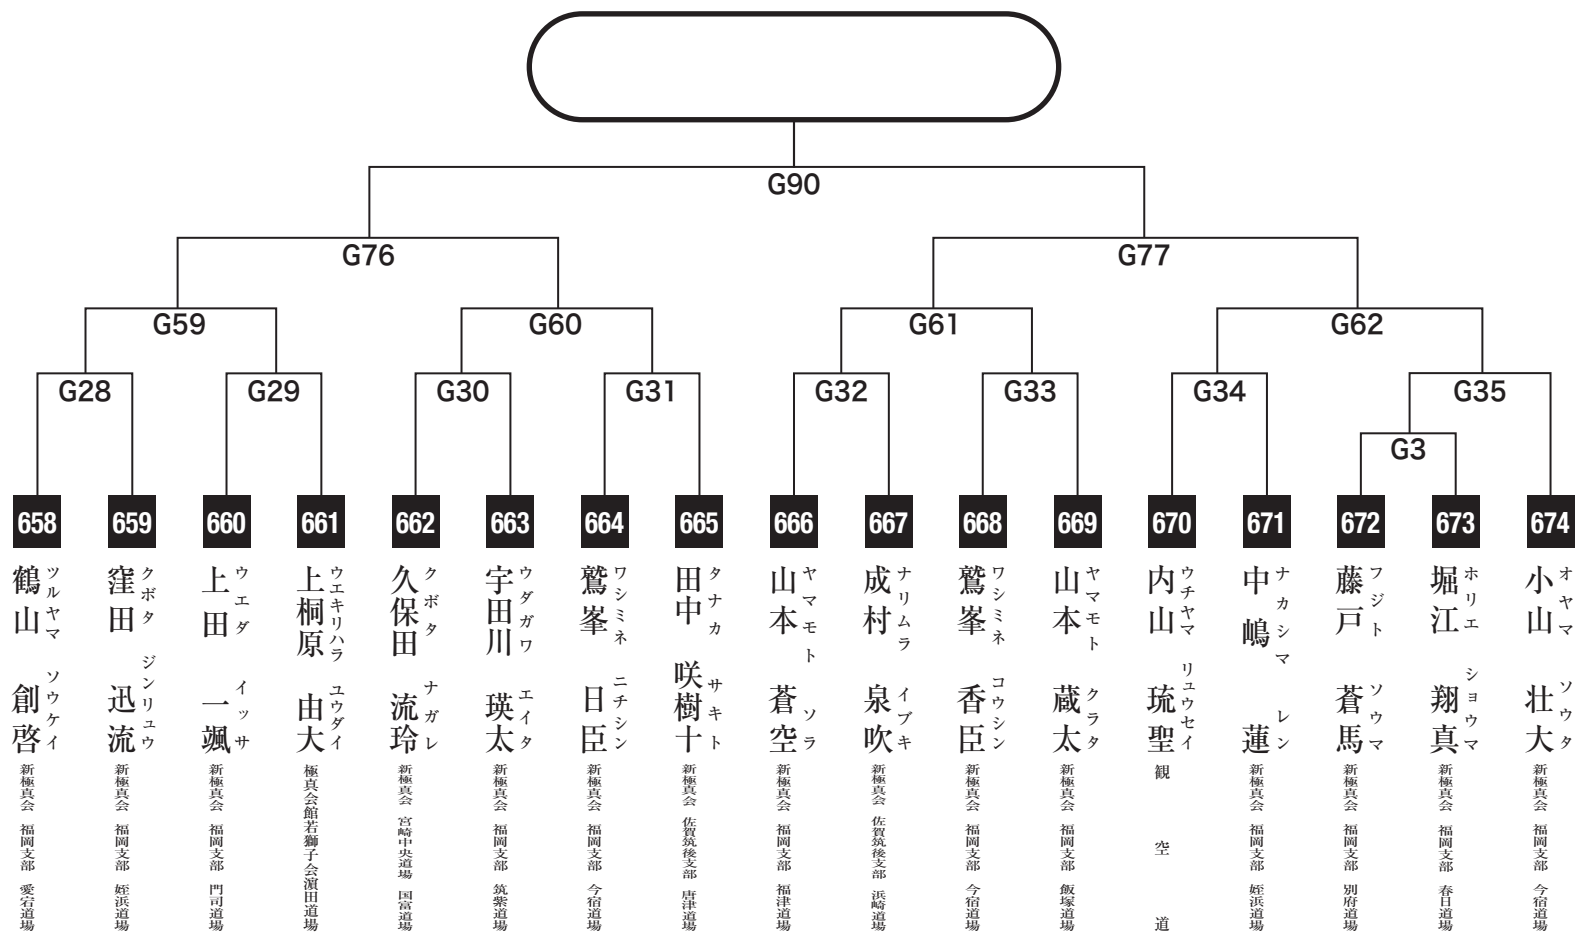 G90
G76
G77
G59
G60
G61
G62
G28
G29
G30
G31
G32
G33
G34
G35
G3
658
鶴山 創啓
ツルヤマ ソウケイ
新極真会 福岡支部 愛宕道場
659
窪田 迅流
クボタ ジンリュウ
新極真会 福岡支部 姪浜道場
660
上田 一颯
ウエダ イッサ
新極真会 福岡支部 門司道場
661
上桐原 由大
ウエキリハラ ユウダイ
極真会館若獅子会濵田道場
662
久保田 流玲
クボタ ナガレ
新極真会 宮崎中央道場 国富道場
663
宇田川 瑛太
ウダガワ エイタ
新極真会 福岡支部 筑紫道場
664
鷲峯 日臣
ワシミネ ニチシン
新極真会 福岡支部 今宿道場
665
田中 咲樹十
タナカ サキト
新極真会 佐賀筑後支部 唐津道場
666
山本 蒼空
ヤマモト ソラ
新極真会 福岡支部 福津道場
667
成村 泉吹
ナリムラ イブキ
新極真会 佐賀筑後支部 浜崎道場
668
鷲峯 香臣
ワシミネ コウシン
新極真会 福岡支部 今宿道場
669
山本 蔵太
ヤマモト クラタ
新極真会 福岡支部 飯塚道場
670
内山 琉聖
ウチヤマ リュウセイ
観空道
671
中嶋 蓮
ナカシマ レン
新極真会 福岡支部 姪浜道場
672
藤戸 蒼馬
フジト ソウマ
新極真会 福岡支部 別府道場
673
堀江 翔真
ホリエ ショウマ
新極真会 福岡支部 春日道場
674
小山 壮大
オヤマ ソウタ
新極真会 福岡支部 今宿道場